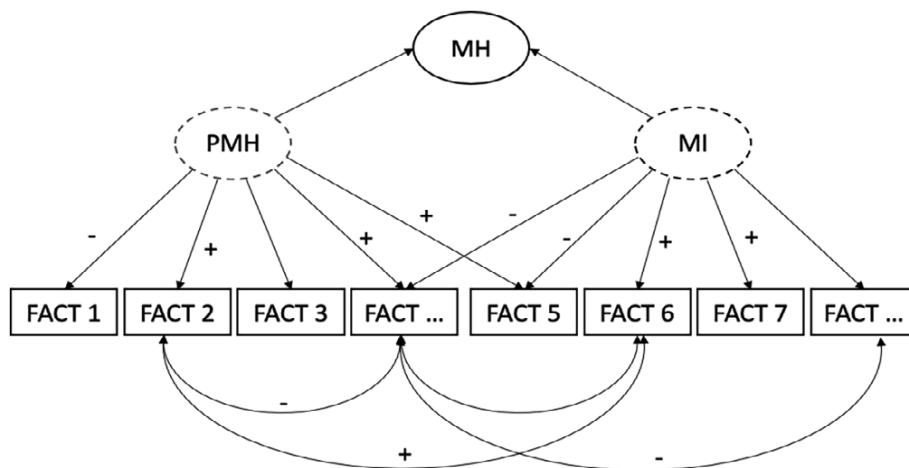 MH
PMH
MI
-
+
+
+
-
-
+
+
FACT 1
FACT 2
FACT 3
FACT ...
FACT 5
FACT 6
FACT 7
FACT ...
-
+
-